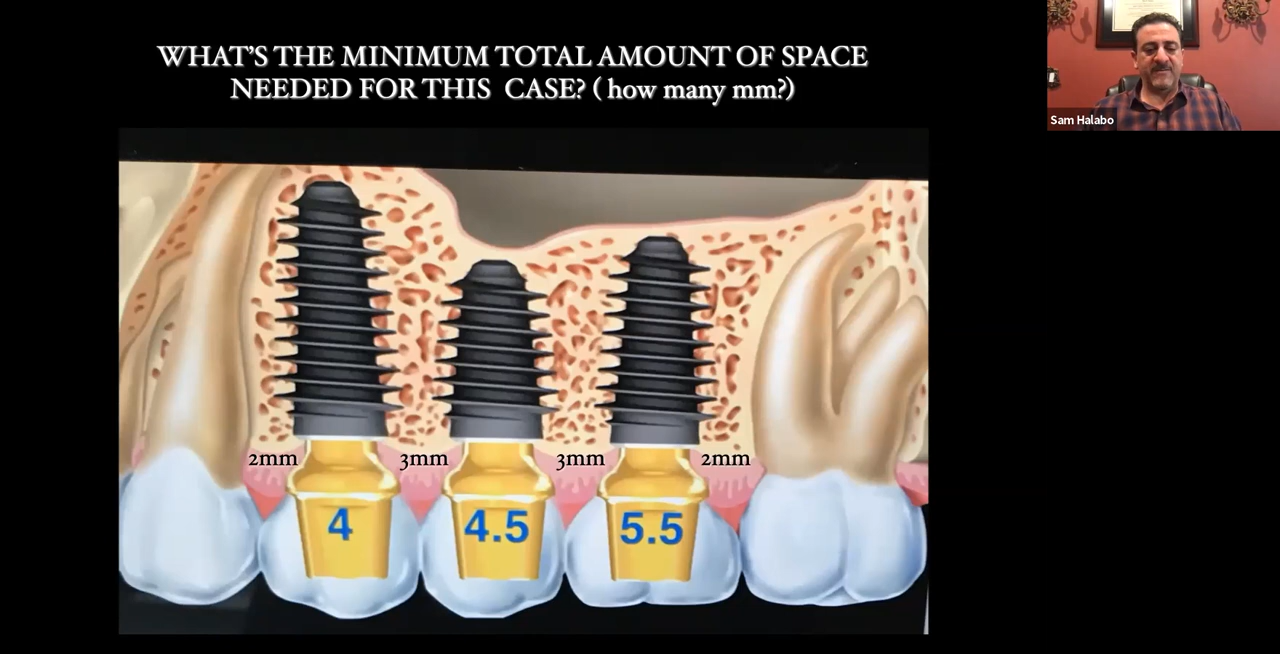 WHAT'S THE MINIMUM TOTAL AMOUNT OF SPACE
NEEDED FOR THIS CASE? ( how many mm?)
Sam Halabo
2mm 3mm 3mm 2mm
4 4.5 5.5